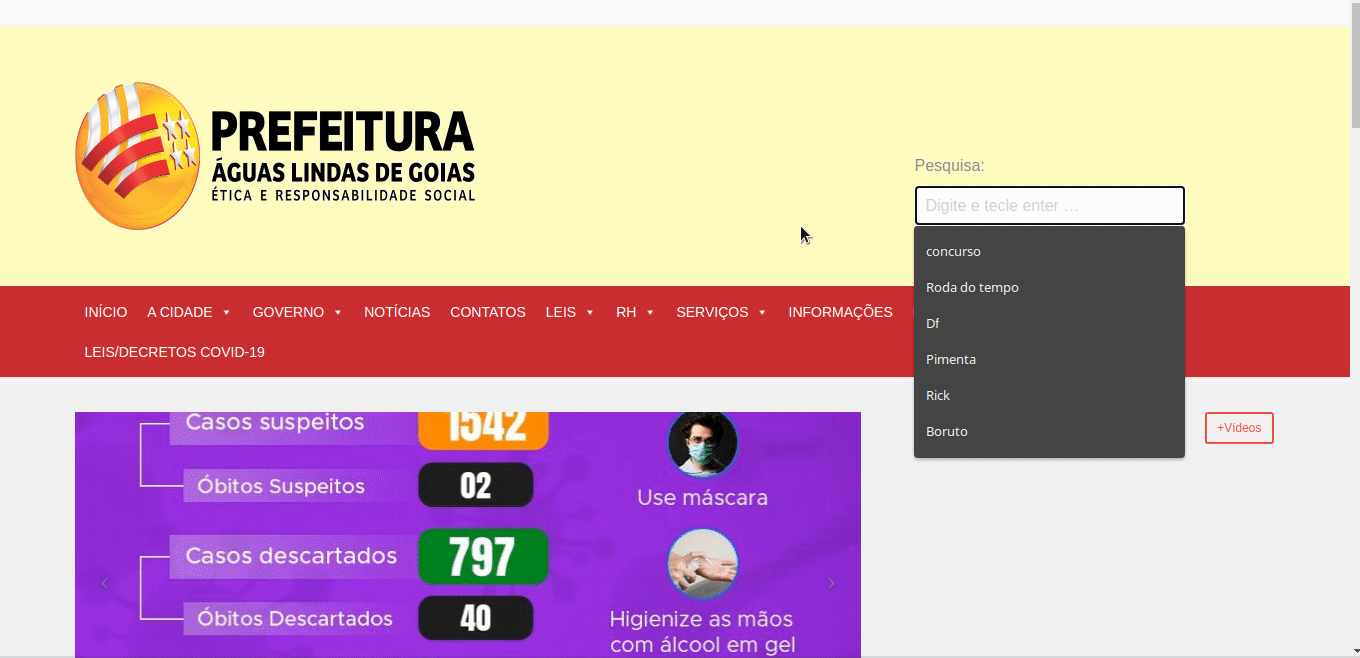 PREFEITURA
ÁGUAS LINDAS DE GOIAS
ÉTICA E RESPONSABILIDADE SOCIAL
Pesquisa:
Digite e tecle enter ...
concurso
Roda do tempo
Df
Pimenta
Rick
Boruto
INÍCIO A CIDADE GOVERNO NOTÍCIAS CONTATOS LEIS RH SERVIÇOS INFORMAÇÕES
LEIS/DECRETOS COVID-19
+Vídeos
Casos suspeitos 1542
Óbitos Suspeitos 02
Use máscara
Casos descartados 797
Óbitos Descartados 40
Higienize as mãos
com álcool em gel